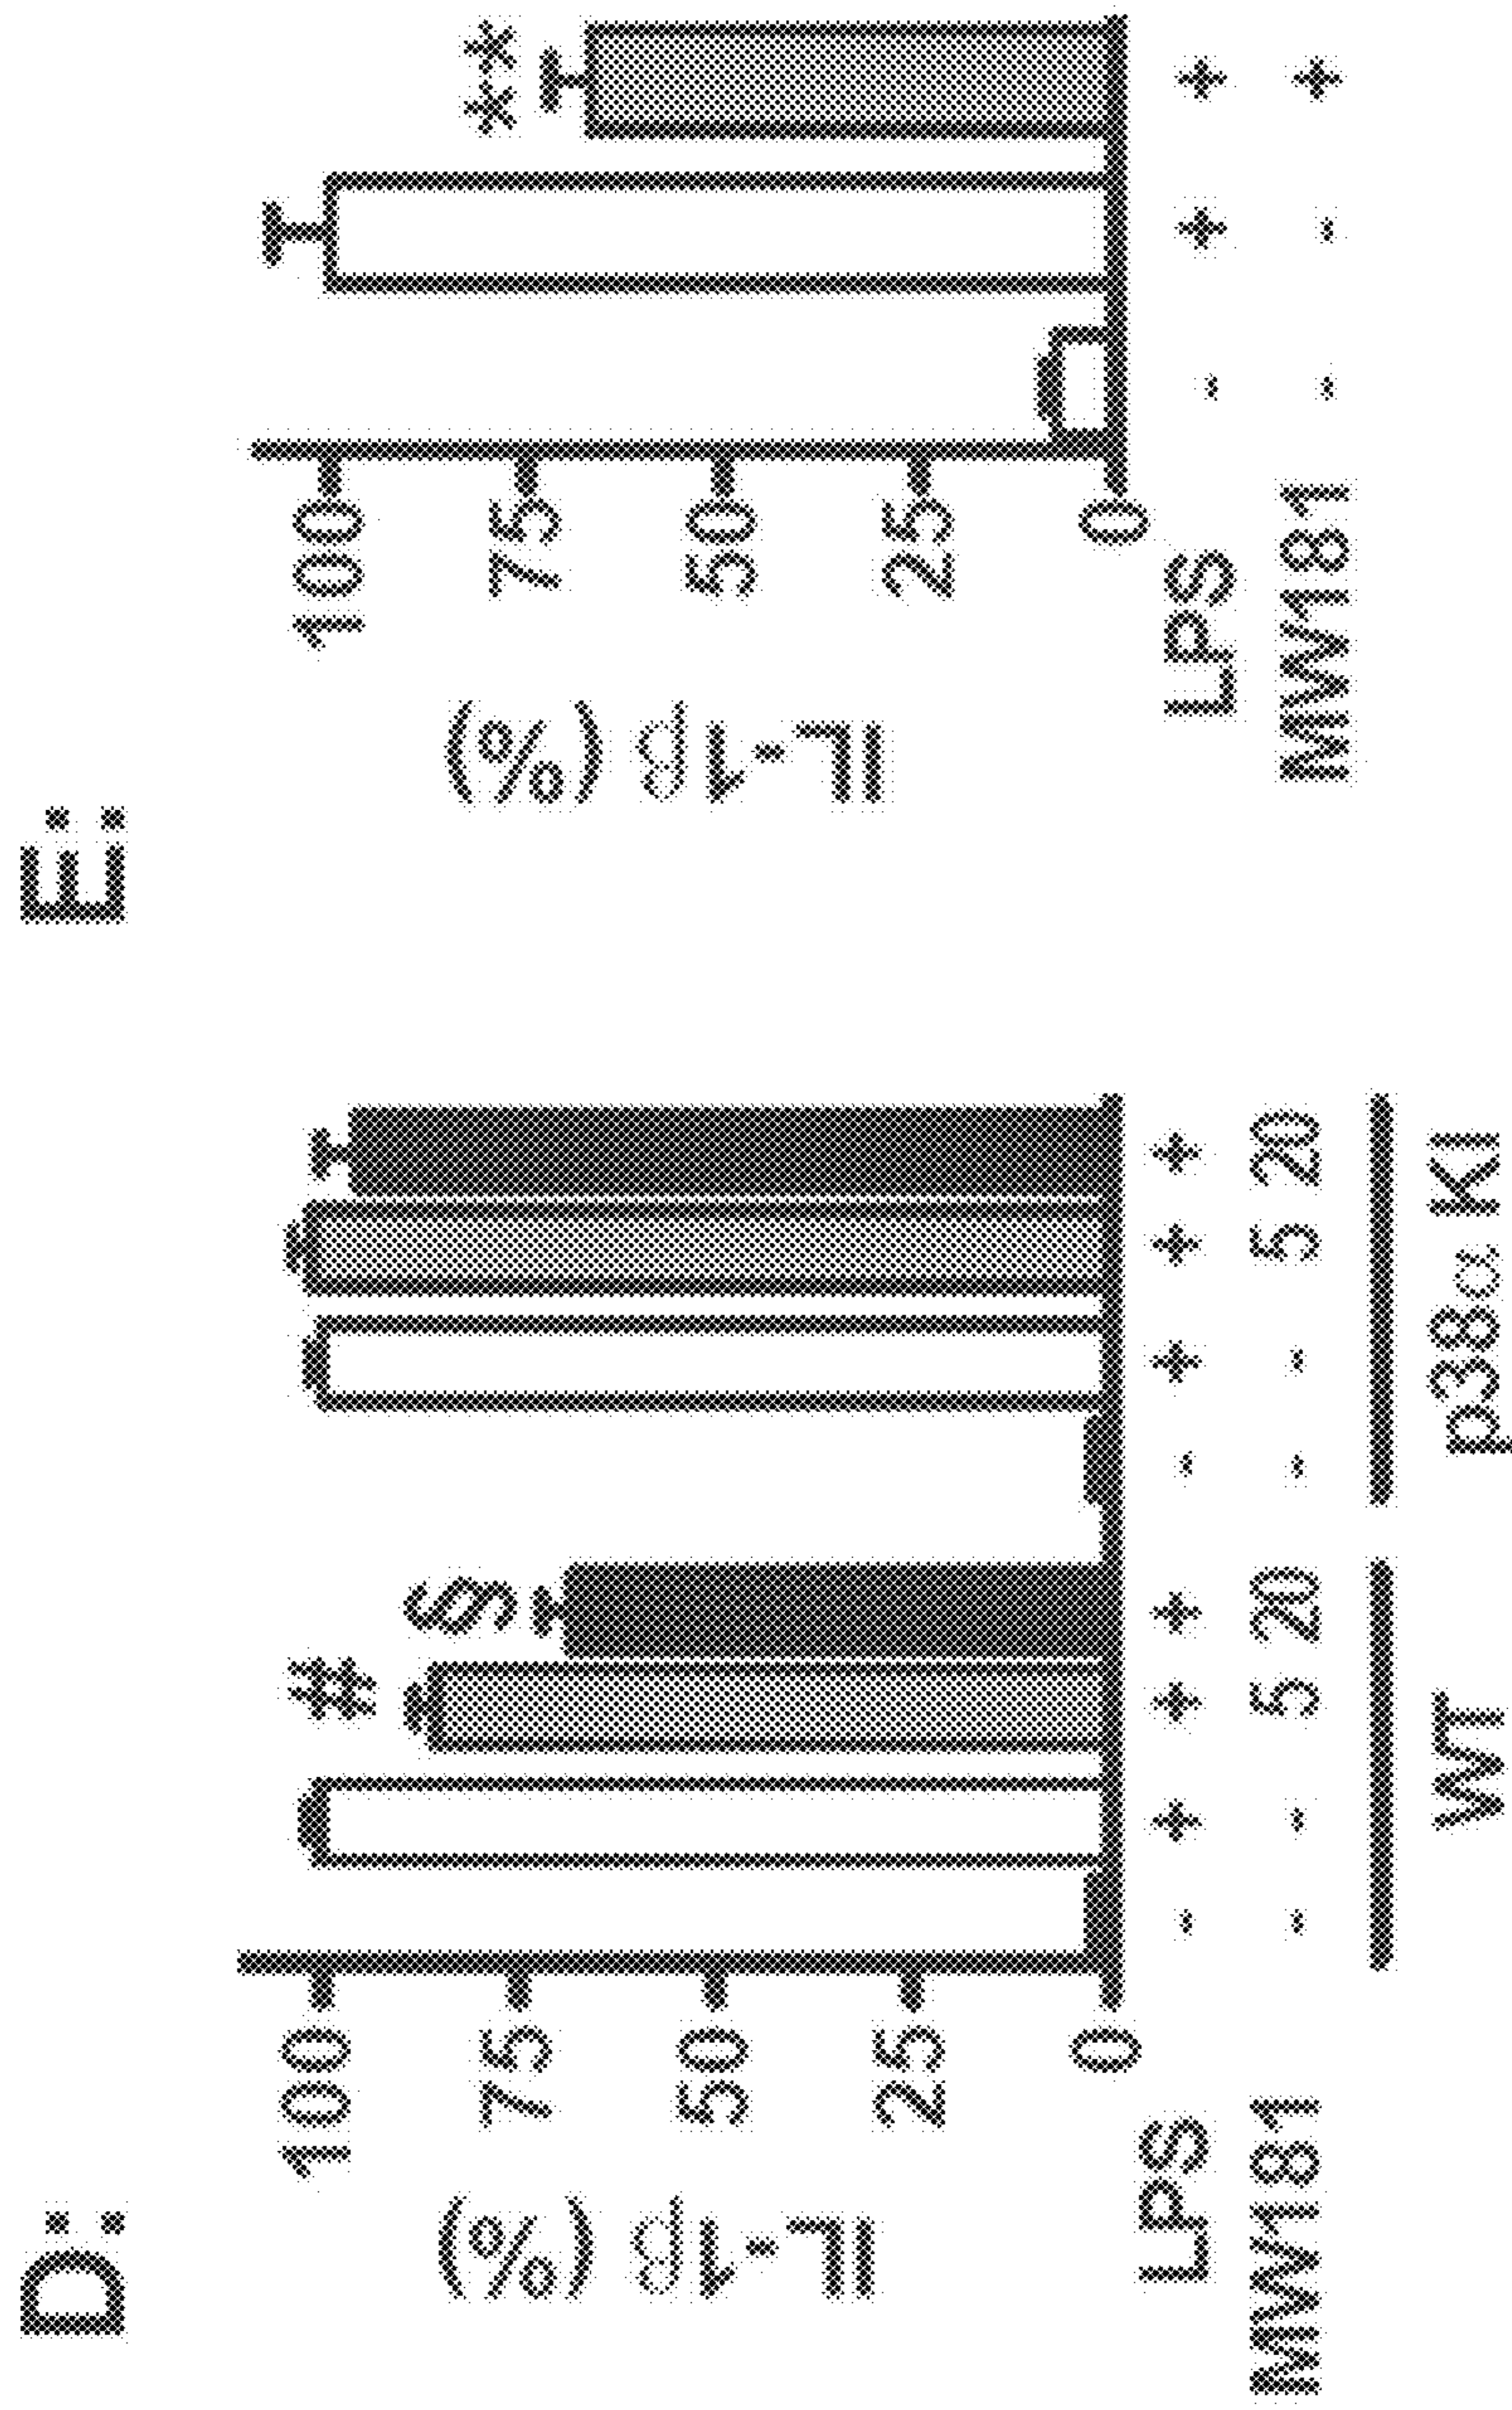 D:
IL-1β (%)
100
75
50
25
0
# §
LPS - + + + - + + +
MW181 - - 5 20 - - 5 20
WT p38α KI
E:
IL-1β (%)
100
75
50
25
0
**
LPS - + +
MW181 - - +